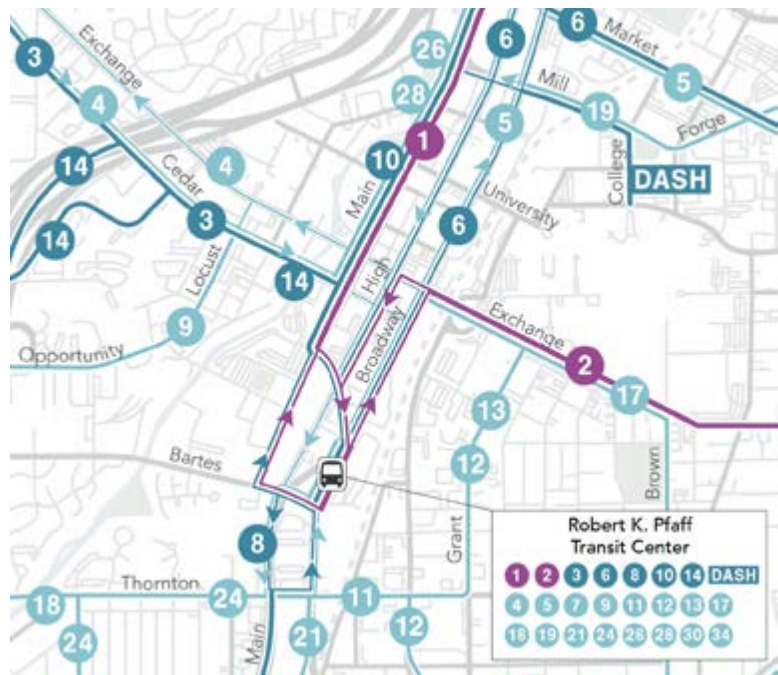 6
6
26
Market
3
Exchange
6
5
Mill
28
5
19
4
1
Forge
10
14
4
College
DASH
Cedar
Main
University
3
6
14
14
High
Locust
9
Exchange
Opportunity
Broadway
2
17
13
Bartes
12
Brown
Grant
8
Thornton
18
24
11
24
Main
21
12
Robert K. Pfaff
Transit Center
1 2 3 6 8 10 14 DASH
4 5 7 9 11 12 13 17
18 19 21 24 26 28 30 34